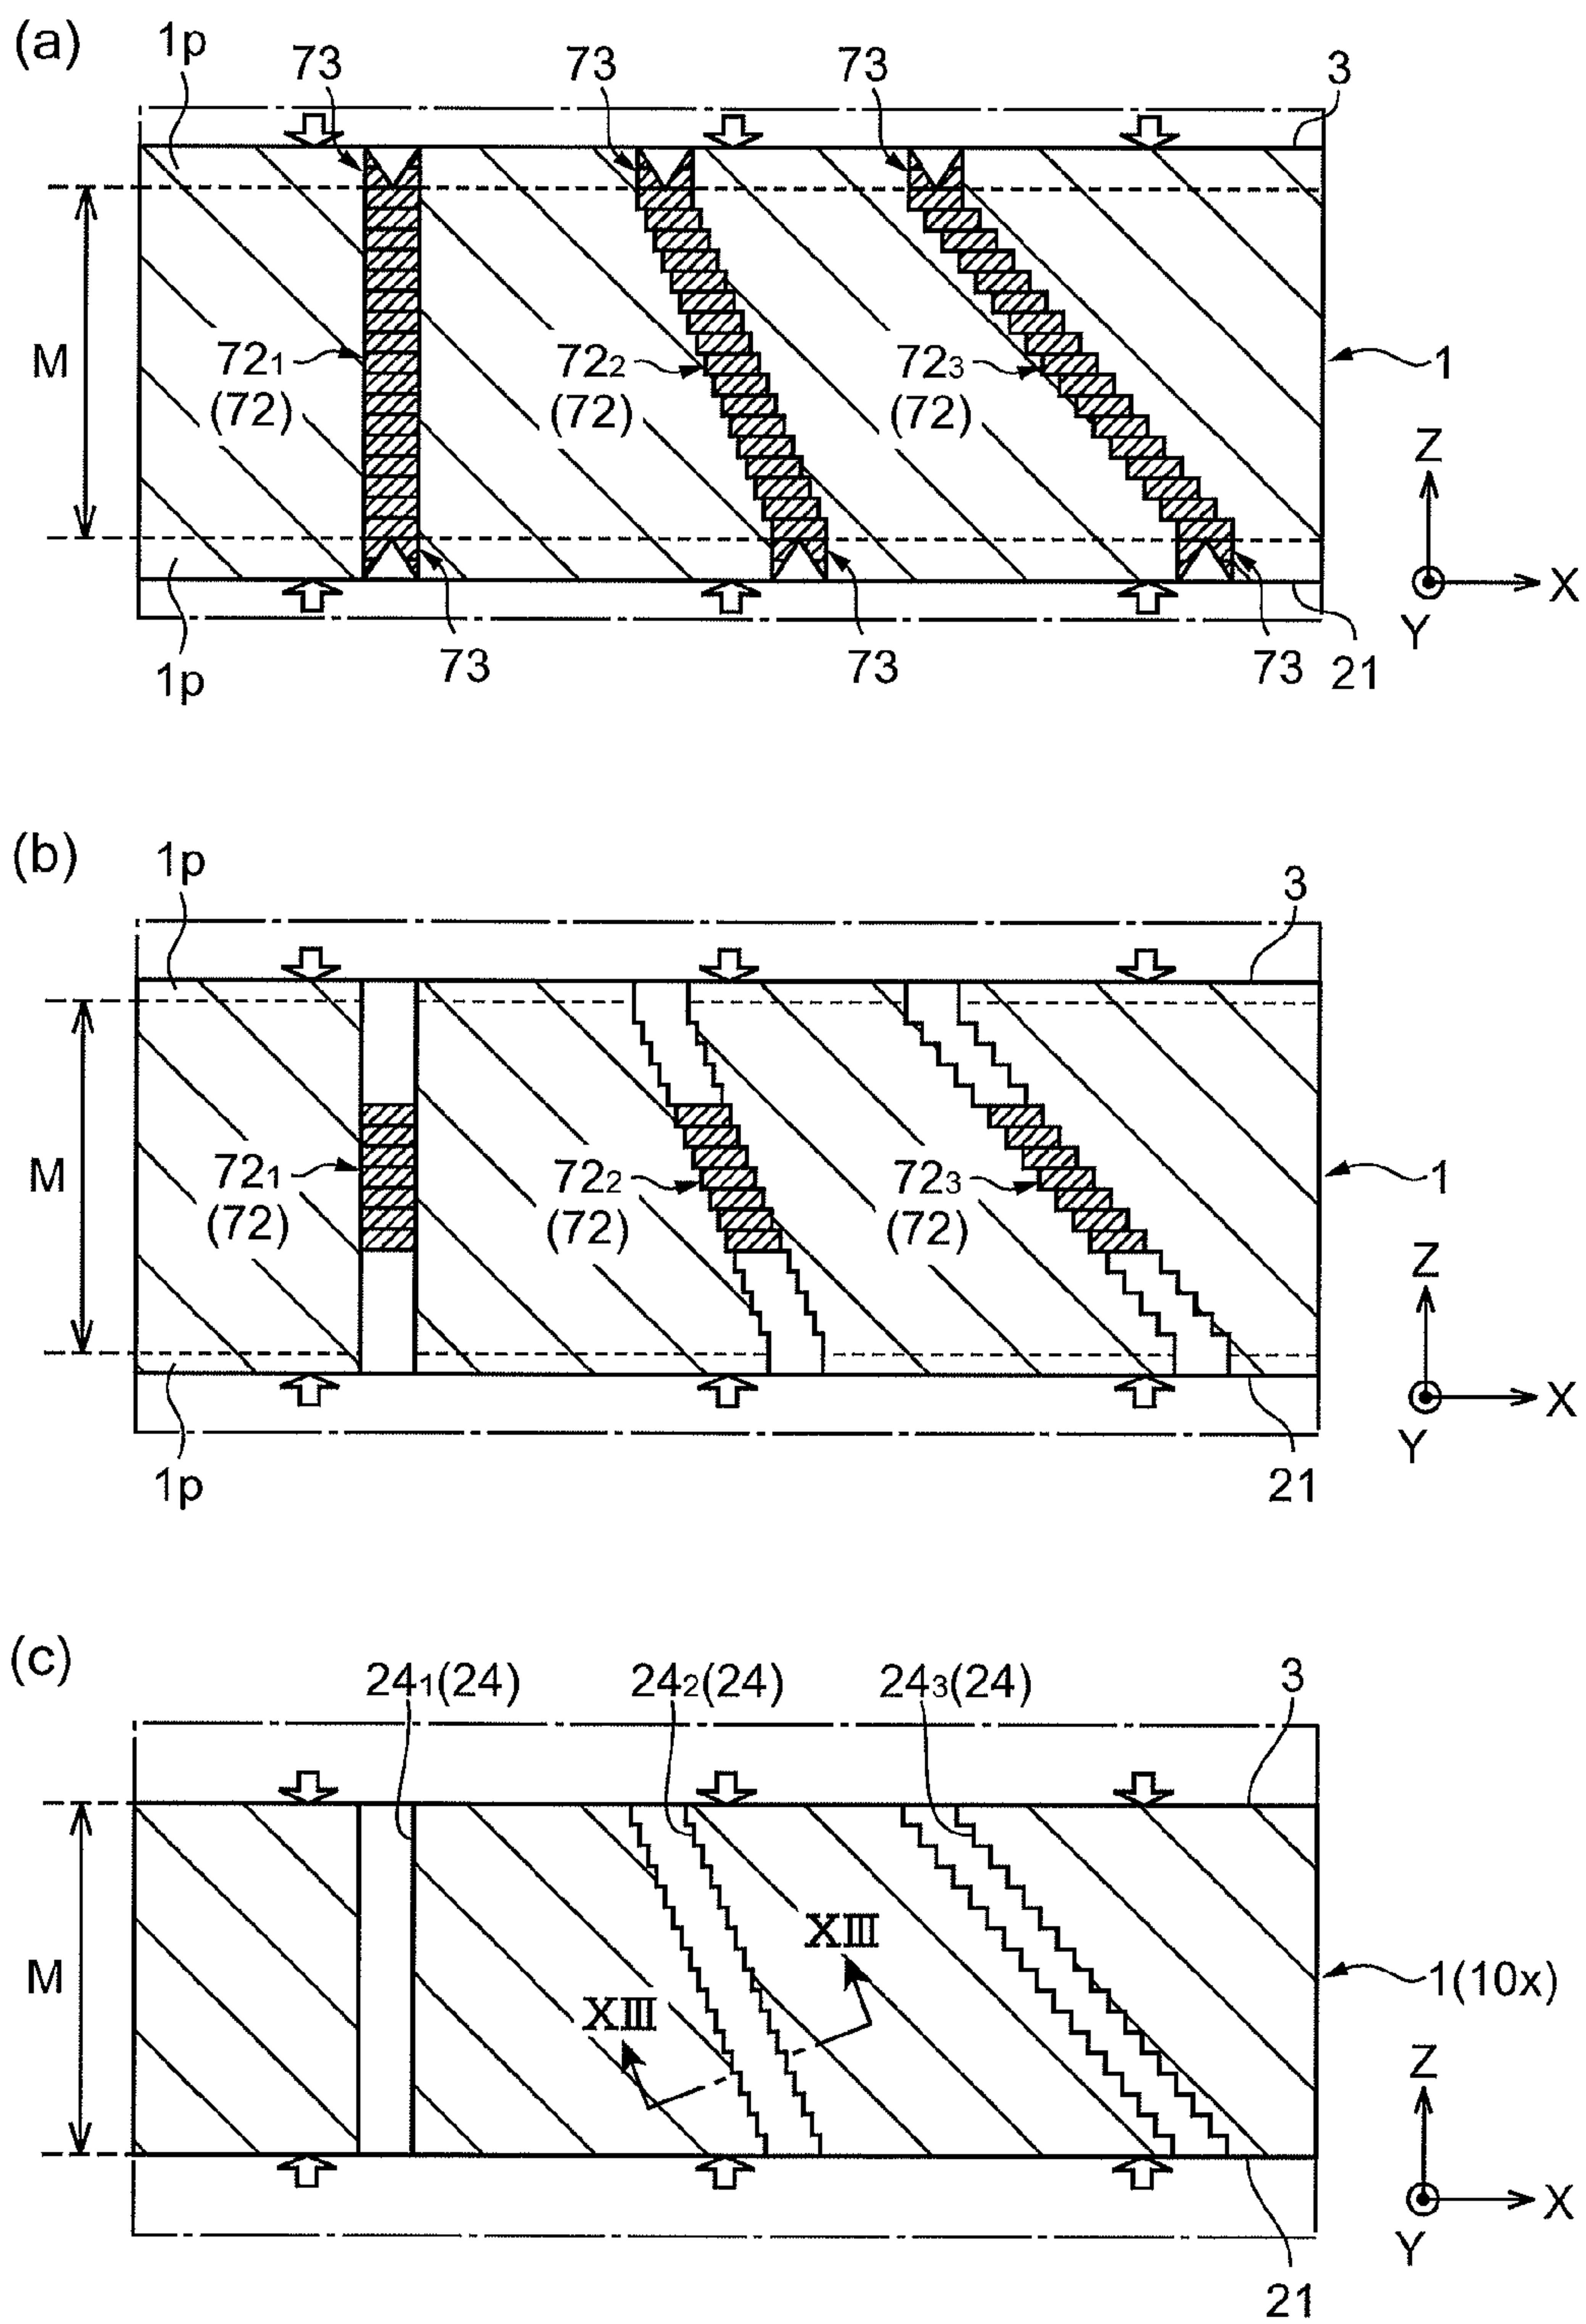 (a)
1p
73
73
73
3
M
72₁
(72)
72₂
(72)
72₃
(72)
1
Z
X
Y
1p
73
73
73
21
(b)
1p
3
M
72₁
(72)
72₂
(72)
72₃
(72)
1
Z
X
Y
1p
21
(c)
24₁(24)
24₂(24)
24₃(24)
3
XIII
XIII
M
1(10x)
Z
X
Y
21